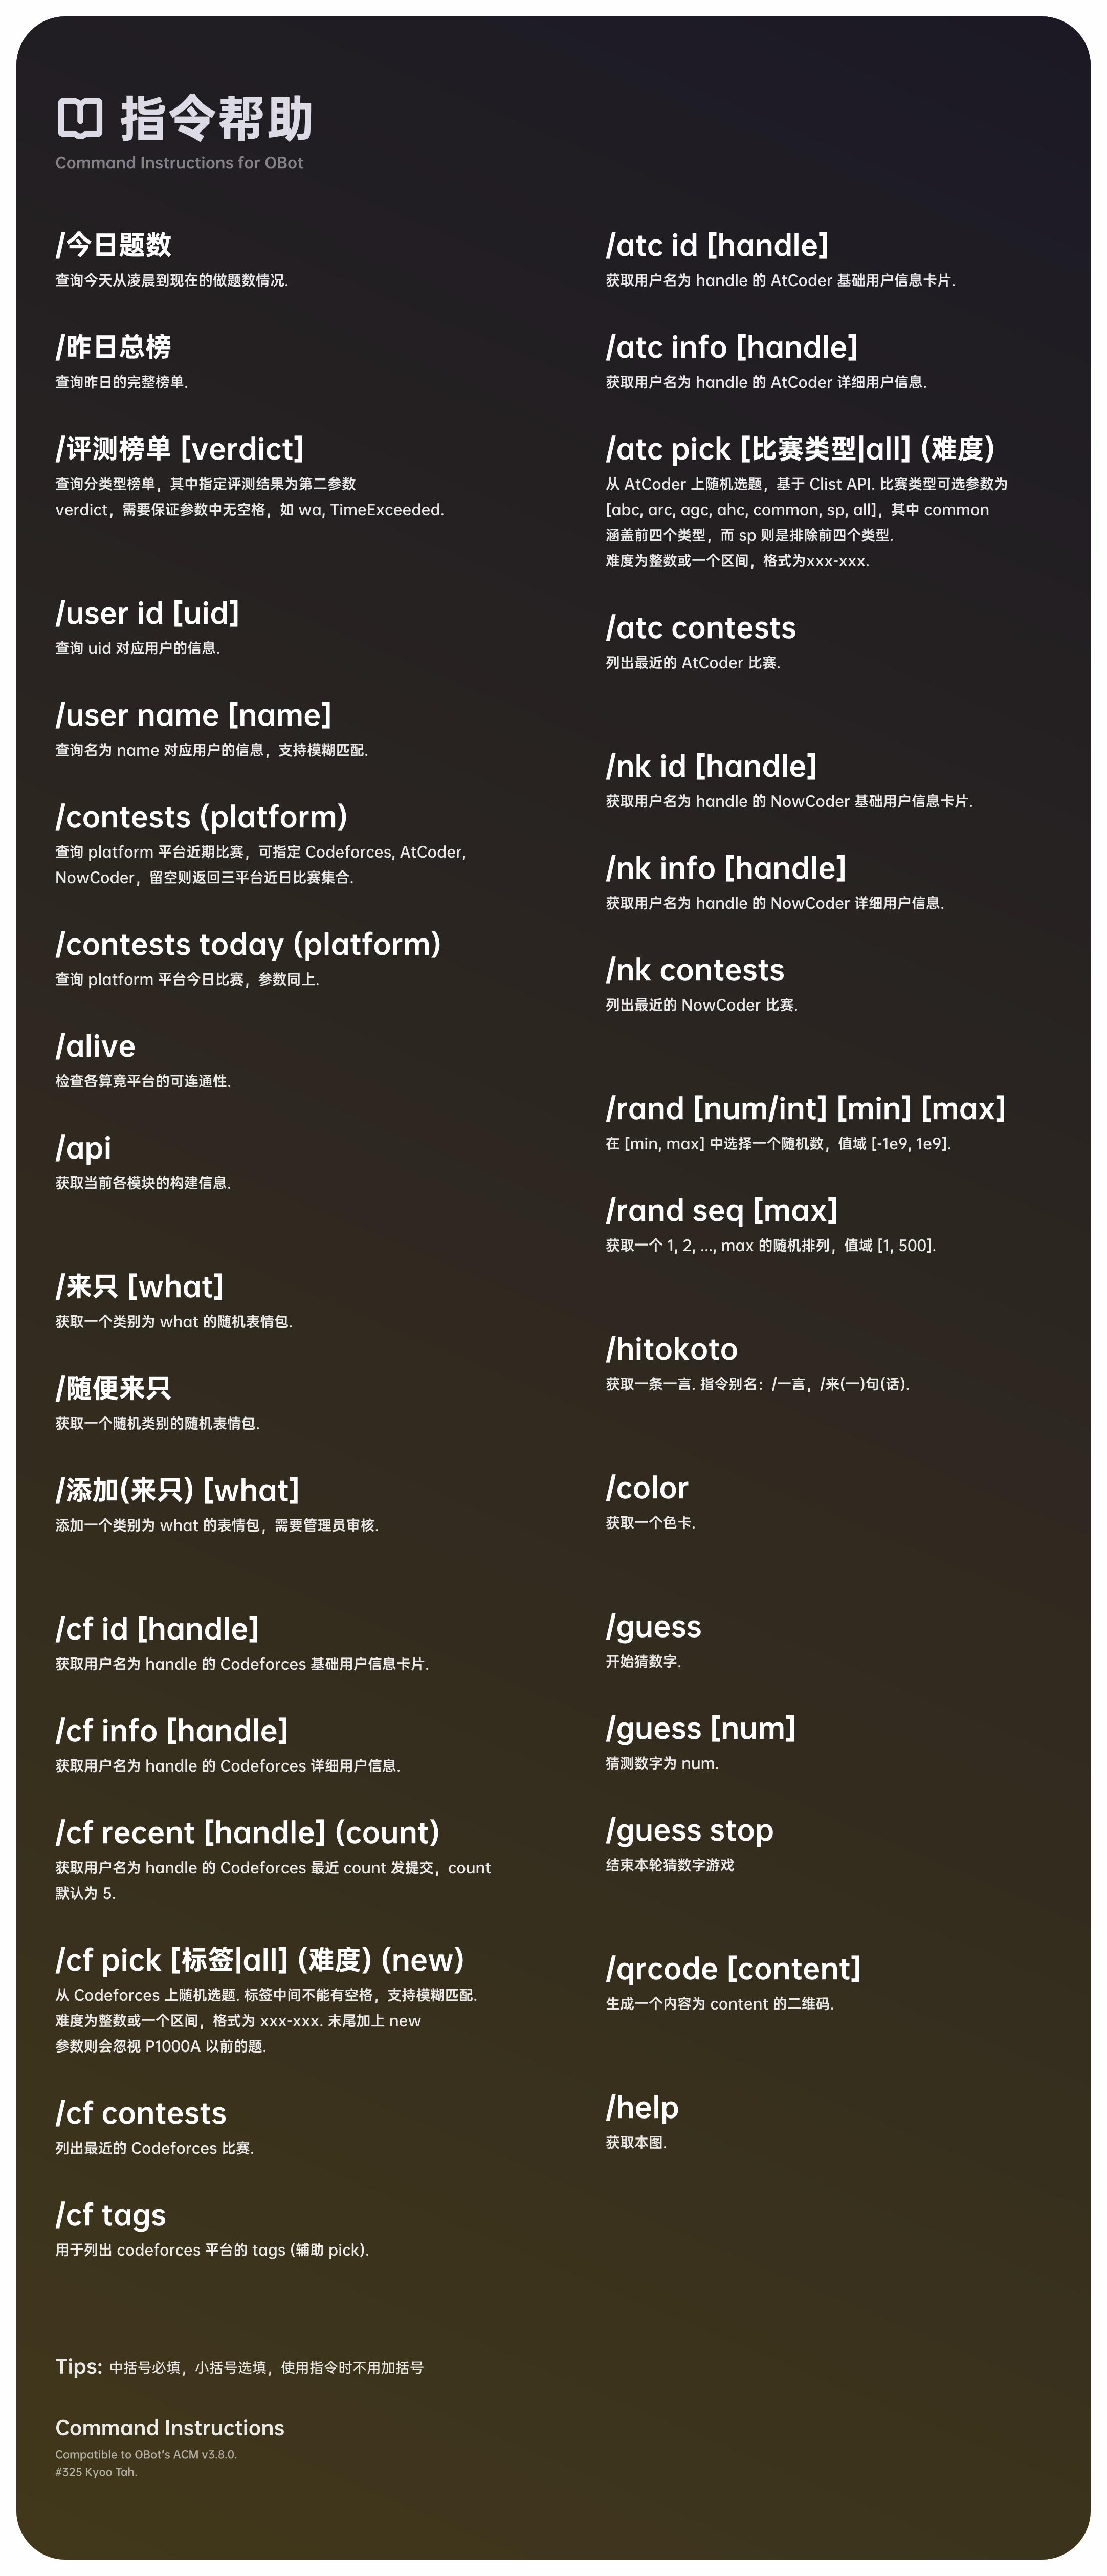 指令帮助
Command Instructions for OBot
/今日题数
查询今天从凌晨到现在的做题数情况.
/昨日总榜
查询昨日的完整榜单.
/评测榜单 [verdict]
查询分类型榜单，其中指定评测结果为第二参数
verdict，需要保证参数中无空格，如 wa, TimeExceeded.
/user id [uid]
查询 uid 对应用户的信息.
/user name [name]
查询名为 name 对应用户的信息，支持模糊匹配.
/contests (platform)
查询 platform 平台近期比赛，可指定 Codeforces, AtCoder,
NowCoder，留空则返回三平台近日比赛集合.
/contests today (platform)
查询 platform 平台今日比赛，参数同上.
/alive
检查各算竞平台的可连通性.
/api
获取当前各模块的构建信息.
/来只 [what]
获取一个类别为 what 的随机表情包.
/随便来只
获取一个随机类别的随机表情包.
/添加(来只) [what]
添加一个类别为 what 的表情包，需要管理员审核.
/cf id [handle]
获取用户名为 handle 的 Codeforces 基础用户信息卡片.
/cf info [handle]
获取用户名为 handle 的 Codeforces 详细用户信息.
/cf recent [handle] (count)
获取用户名为 handle 的 Codeforces 最近 count 发提交，count
默认为 5.
/cf pick [标签|all] (难度) (new)
从 Codeforces 上随机选题. 标签中间不能有空格，支持模糊匹配.
难度为整数或一个区间，格式为 xxx-xxx. 末尾加上 new
参数则会忽视 P1000A 以前的题.
/cf contests
列出最近的 Codeforces 比赛.
/cf tags
用于列出 codeforces 平台的 tags (辅助 pick).
/atc id [handle]
获取用户名为 handle 的 AtCoder 基础用户信息卡片.
/atc info [handle]
获取用户名为 handle 的 AtCoder 详细用户信息.
/atc pick [比赛类型|all] (难度)
从 AtCoder 上随机选题，基于 Clist API. 比赛类型可选参数为
[abc, arc, agc, ahc, common, sp, all]，其中 common
涵盖前四个类型，而 sp 则是排除前四个类型.
难度为整数或一个区间，格式为xxx-xxx.
/atc contests
列出最近的 AtCoder 比赛.
/nk id [handle]
获取用户名为 handle 的 NowCoder 基础用户信息卡片.
/nk info [handle]
获取用户名为 handle 的 NowCoder 详细用户信息.
/nk contests
列出最近的 NowCoder 比赛.
/rand [num/int] [min] [max]
在 [min, max] 中选择一个随机数，值域 [-1e9, 1e9].
/rand seq [max]
获取一个 1, 2, ..., max 的随机排列，值域 [1, 500].
/hitokoto
获取一条一言. 指令别名：/一言，/来(一)句(话).
/color
获取一个色卡.
/guess
开始猜数字.
/guess [num]
猜测数字为 num.
/guess stop
结束本轮猜数字游戏
/qrcode [content]
生成一个内容为 content 的二维码.
/help
获取本图.
Tips: 中括号必填，小括号选填，使用指令时不用加括号
Command Instructions
Compatible to OBot's ACM v3.8.0.
#325 Kyoo Tah.